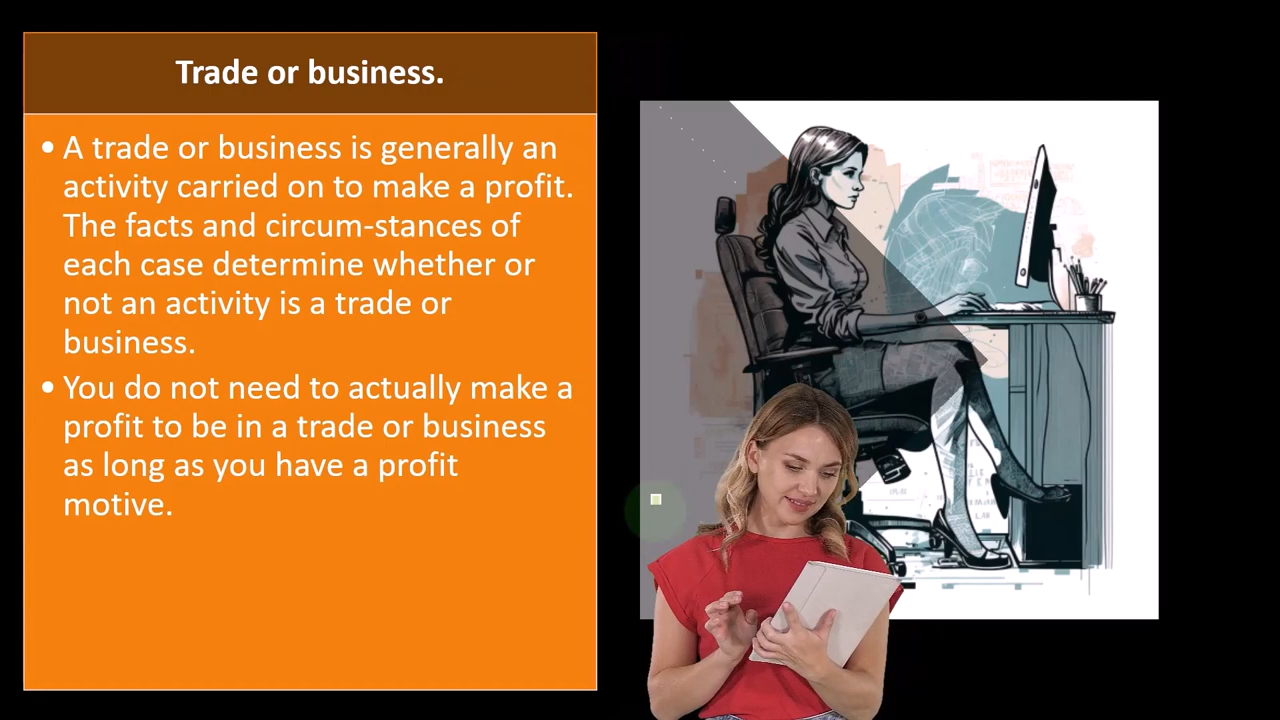 Trade or business.
• A trade or business is generally an
activity carried on to make a profit.
The facts and circum-stances of
each case determine whether or
not an activity is a trade or
business.
• You do not need to actually make a
profit to be in a trade or business
as long as you have a profit
motive.